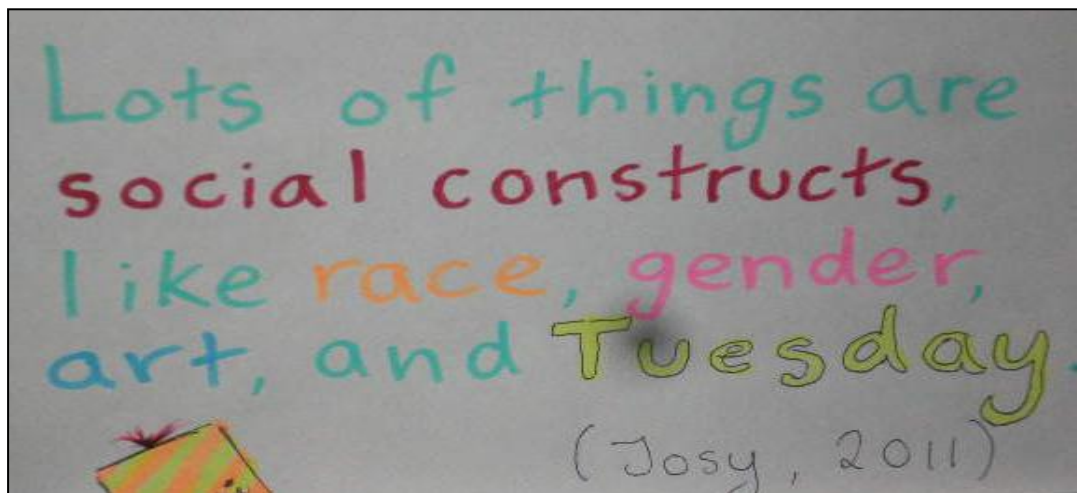 Lots of things are
social constructs,
like race, gender,
art, and Tuesday.
(Josy, 2011)